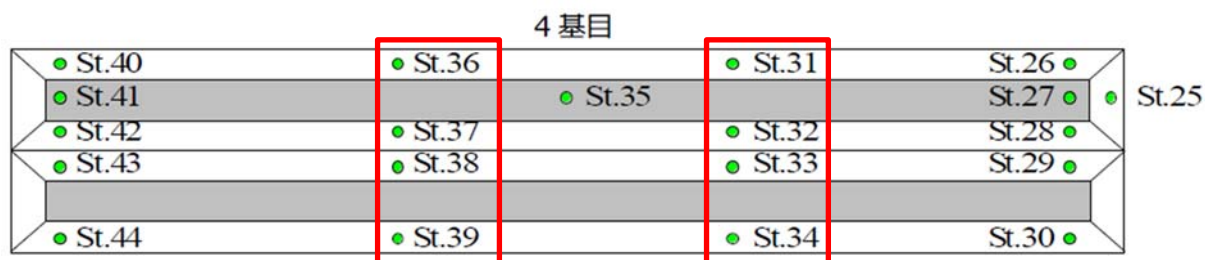 4 基目
St.40 St.36 St.31 St.26
St.41 St.35 St.27 St.25
St.42 St.37 St.32 St.28
St.43 St.38 St.33 St.29
St.44 St.39 St.34 St.30